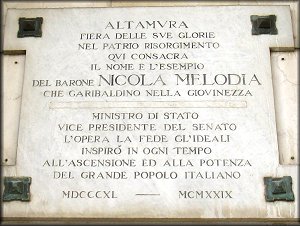 ALTAMVRA
FIERA DELLE SVE GLORIE
NEL PATRIO RISORGIMENTO
QVI CONSACRA
IL NOME E L'ESEMPIO
DEL BARONE NICOLA MELODIA
CHE GARIBALDINO NELLA GIOVINEZZA
MINISTRO DI STATO
VICE PRESIDENTE DEL SENATO
L'OPERA LA FEDE GL'IDEALI
INSPIRÒ IN OGNI TEMPO
ALL'ASCENSIONE ED ALLA POTENZA
DEL GRANDE POPOLO ITALIANO
MDCCCXL — MCMXXIX